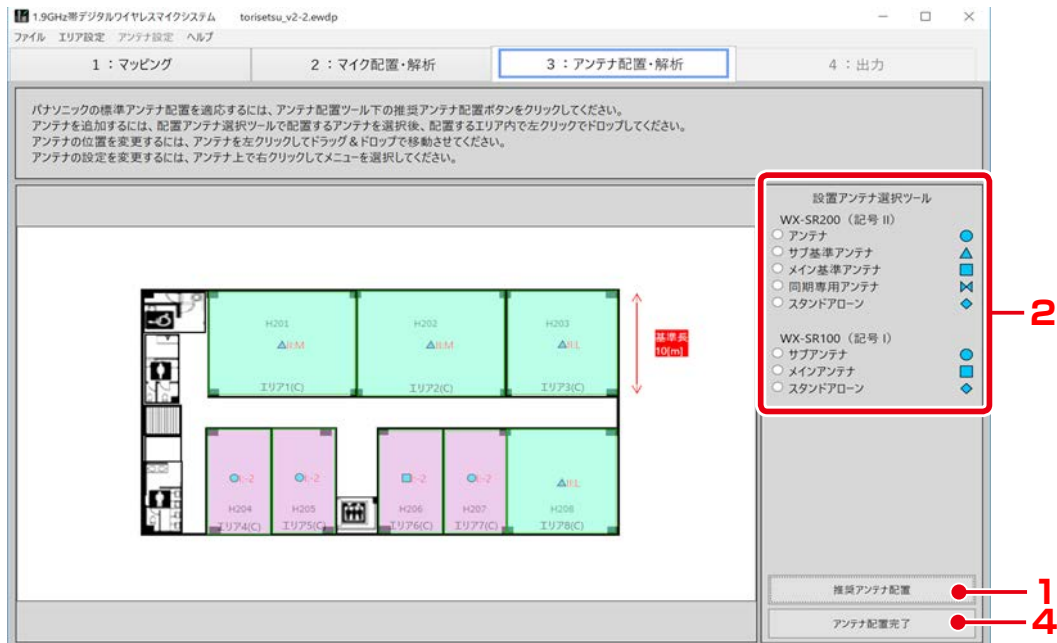 1.9GHz帯デジタルワイヤレスマイクシステム torisetsu_v2-2.ewdp
ファイル エリア設定 アンテナ設定 ヘルプ
1：マッピング 2：マイク配置・解析 3：アンテナ配置・解析 4：出力
パナソニックの標準アンテナ配置を適応するには、アンテナ配置ツール下の推奨アンテナ配置ボタンをクリックしてください。
アンテナを追加するには、配置アンテナ選択ツールで配置するアンテナを選択後、配置するエリア内で左クリックでドロップしてください。
アンテナの位置を変更するには、アンテナを左クリックしてドラッグ＆ドロップで移動させてください。
アンテナの設定を変更するには、アンテナ上で右クリックしてメニューを選択してください。
設置アンテナ選択ツール
WX-SR200（記号 II）
アンテナ
サブ基準アンテナ
メイン基準アンテナ
同期専用アンテナ
スタンドアローン
2
WX-SR100（記号 I）
サブアンテナ
メインアンテナ
スタンドアローン
H201 H202 H203
II:M II:M II:L
エリア1(C) エリア2(C) エリア3(C)
基準長
10[m]
I:-2 I:-2 I:-2 I:-2 II:L
H204 H205 H206 H207 H208
エリア4(C) エリア5(C) エリア6(C) エリア7(C) エリア8(C)
推奨アンテナ配置 1
アンテナ配置完了 4